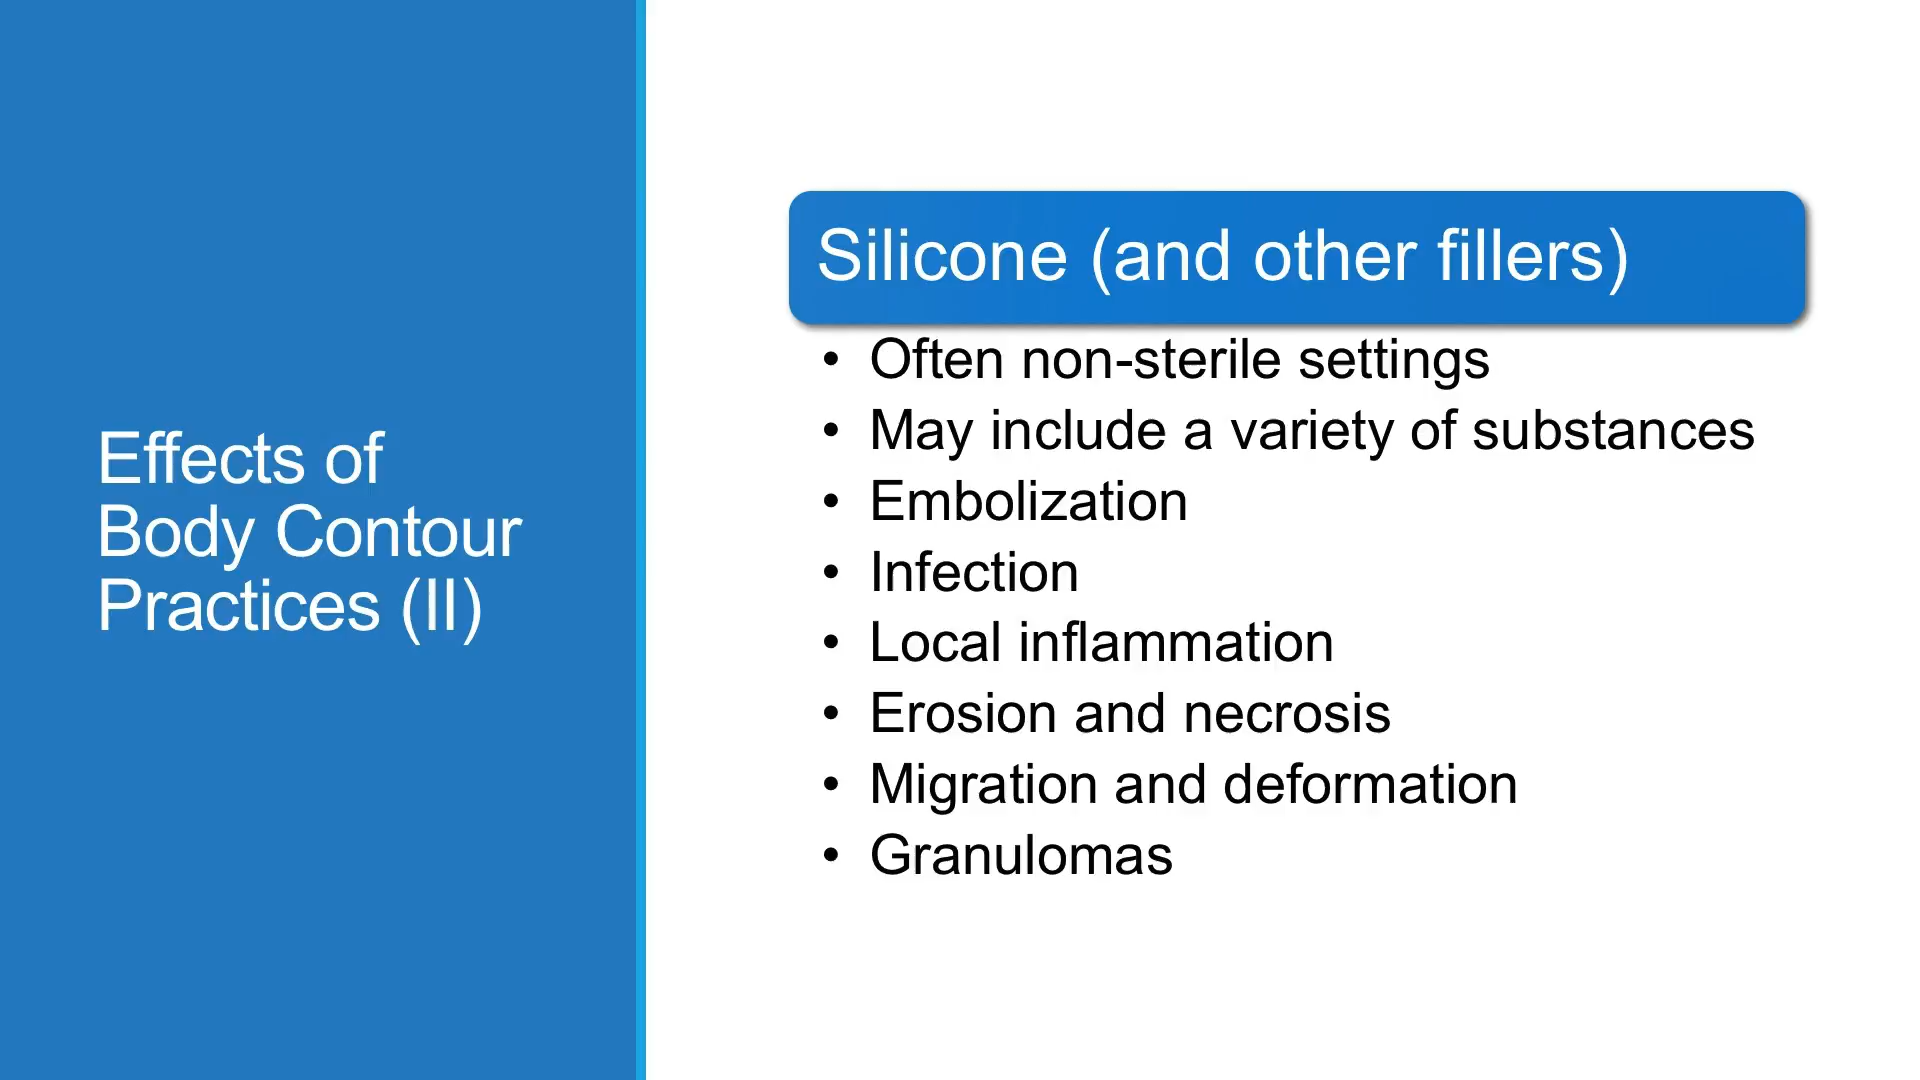 Effects of
Body Contour
Practices (II)
Silicone (and other fillers)
• Often non-sterile settings
• May include a variety of substances
• Embolization
• Infection
• Local inflammation
• Erosion and necrosis
• Migration and deformation
• Granulomas